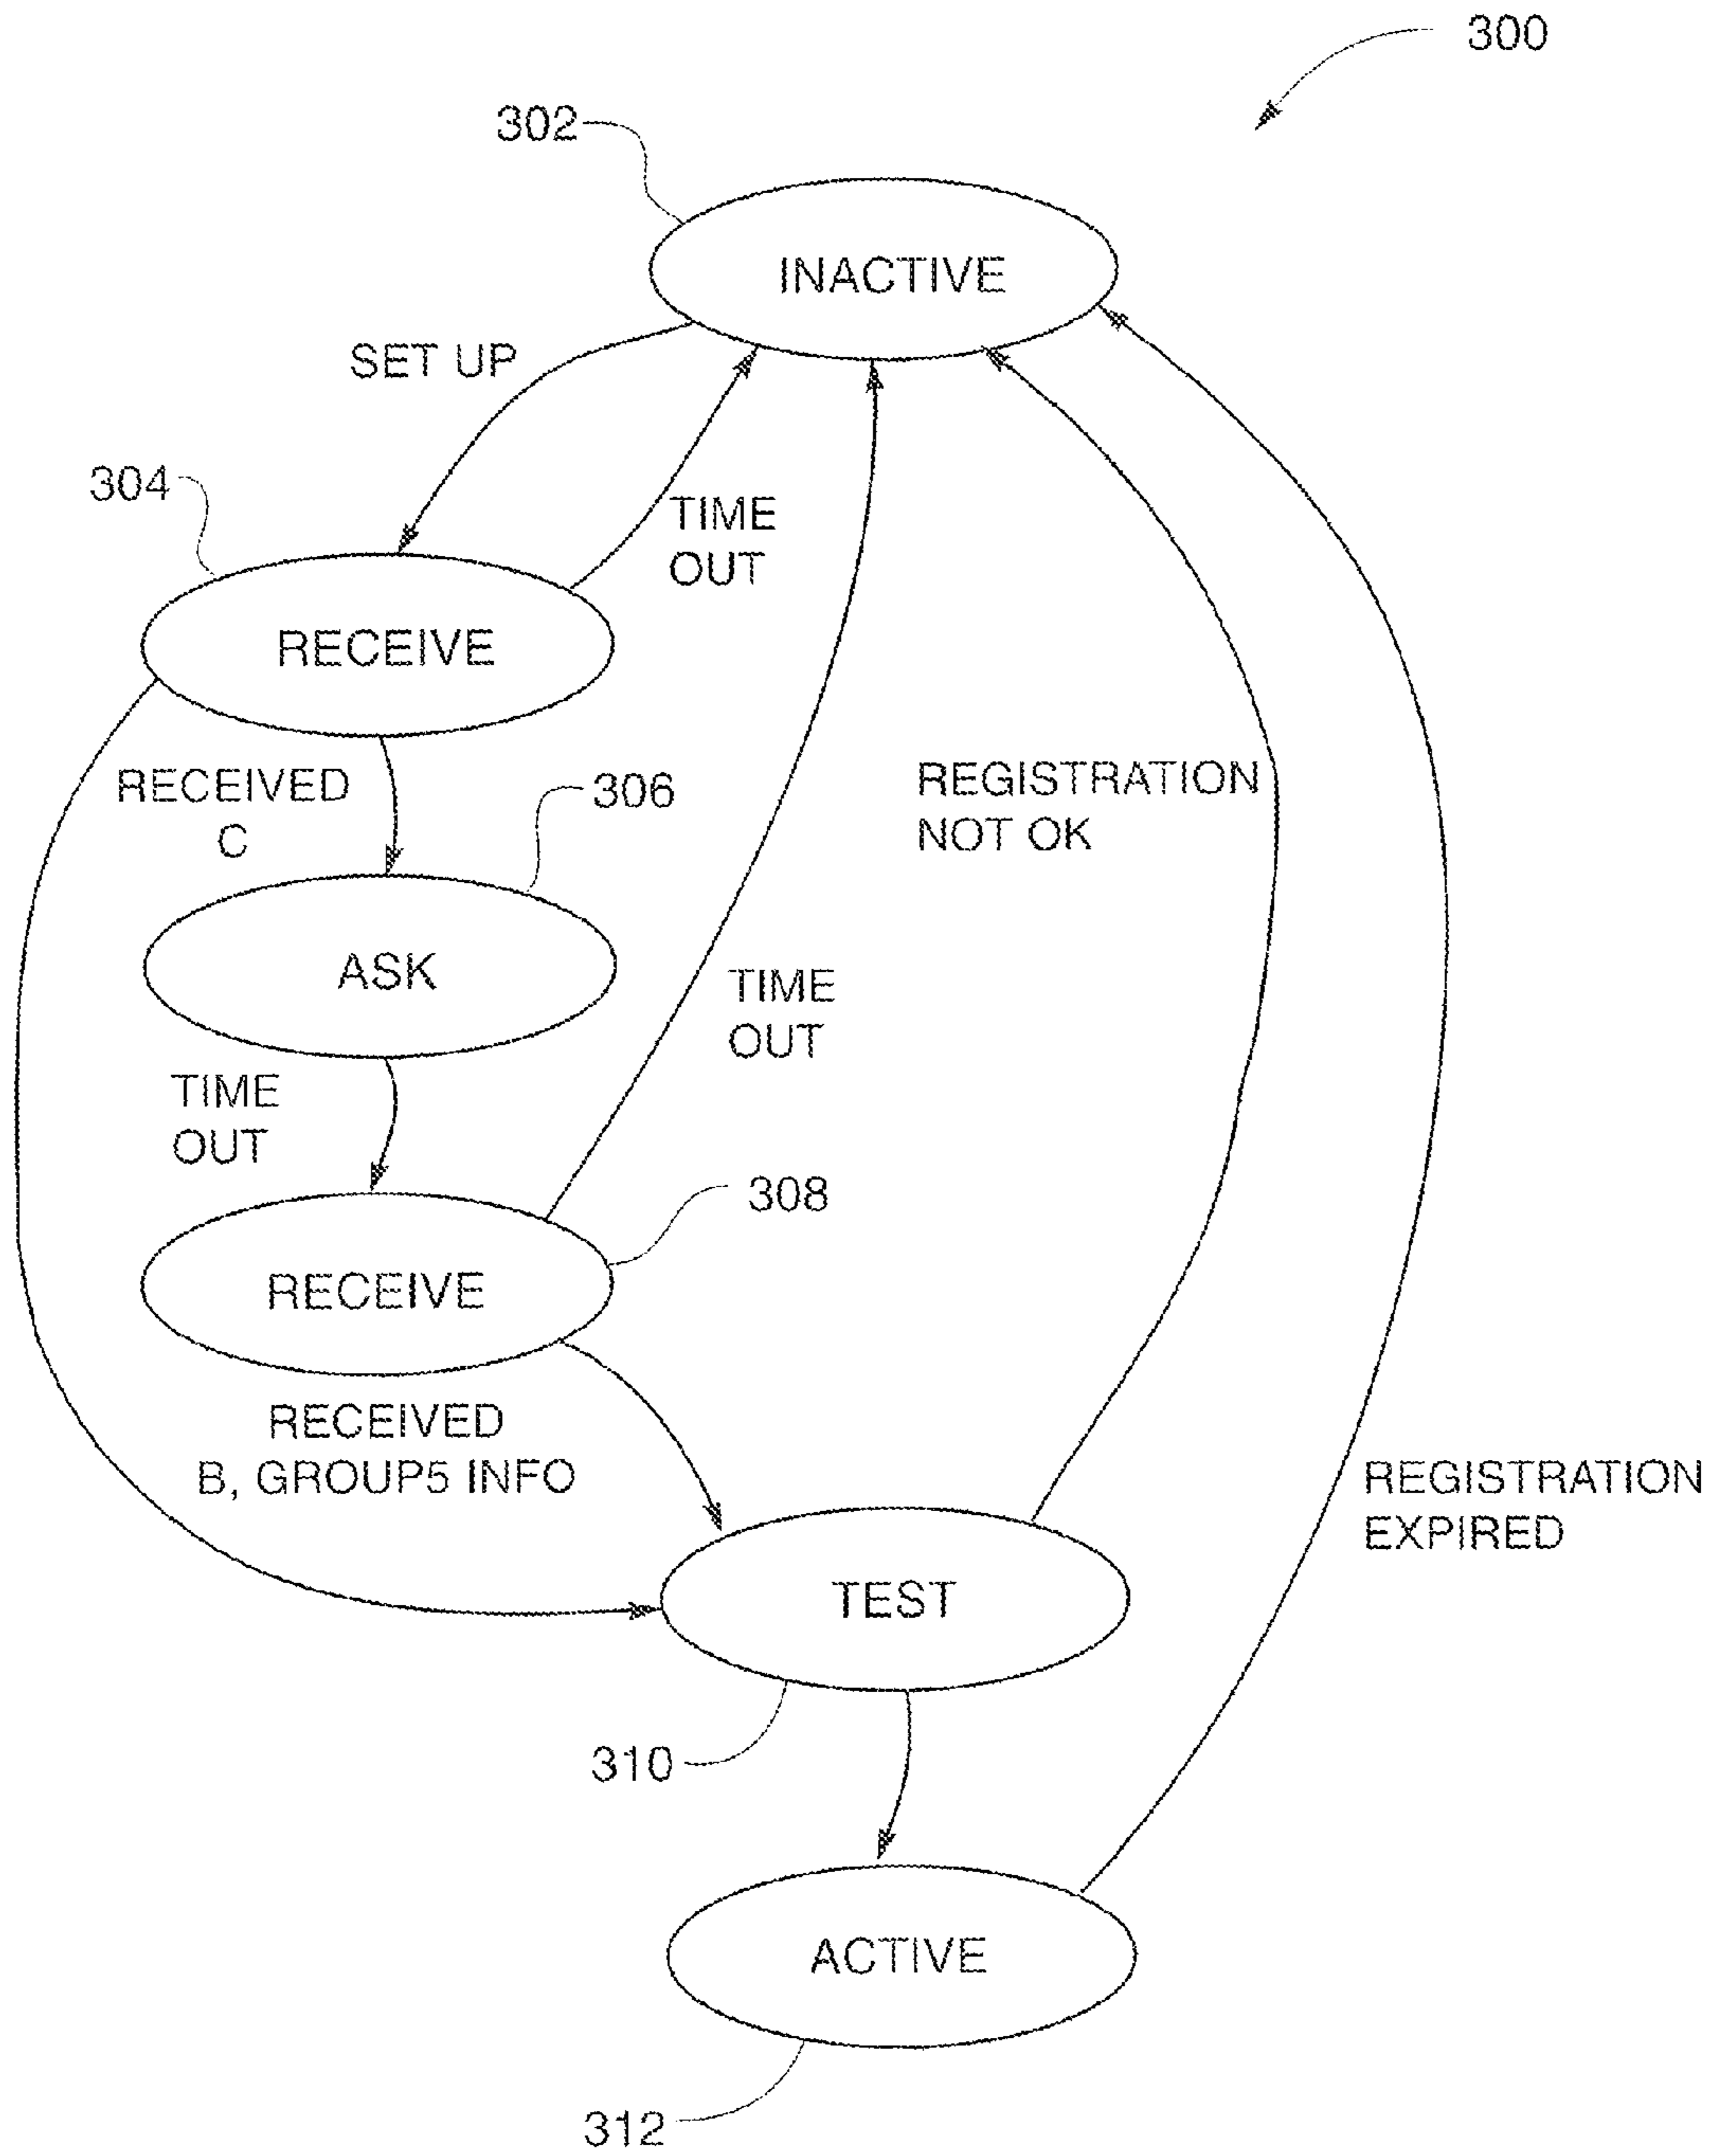 300
302
INACTIVE
SET UP
304
TIME
OUT
RECEIVE
RECEIVED
C
306
REGISTRATION
NOT OK
ASK
TIME
OUT
TIME
OUT
308
RECEIVE
RECEIVED
B, GROUP5 INFO
REGISTRATION
EXPIRED
TEST
310
ACTIVE
312